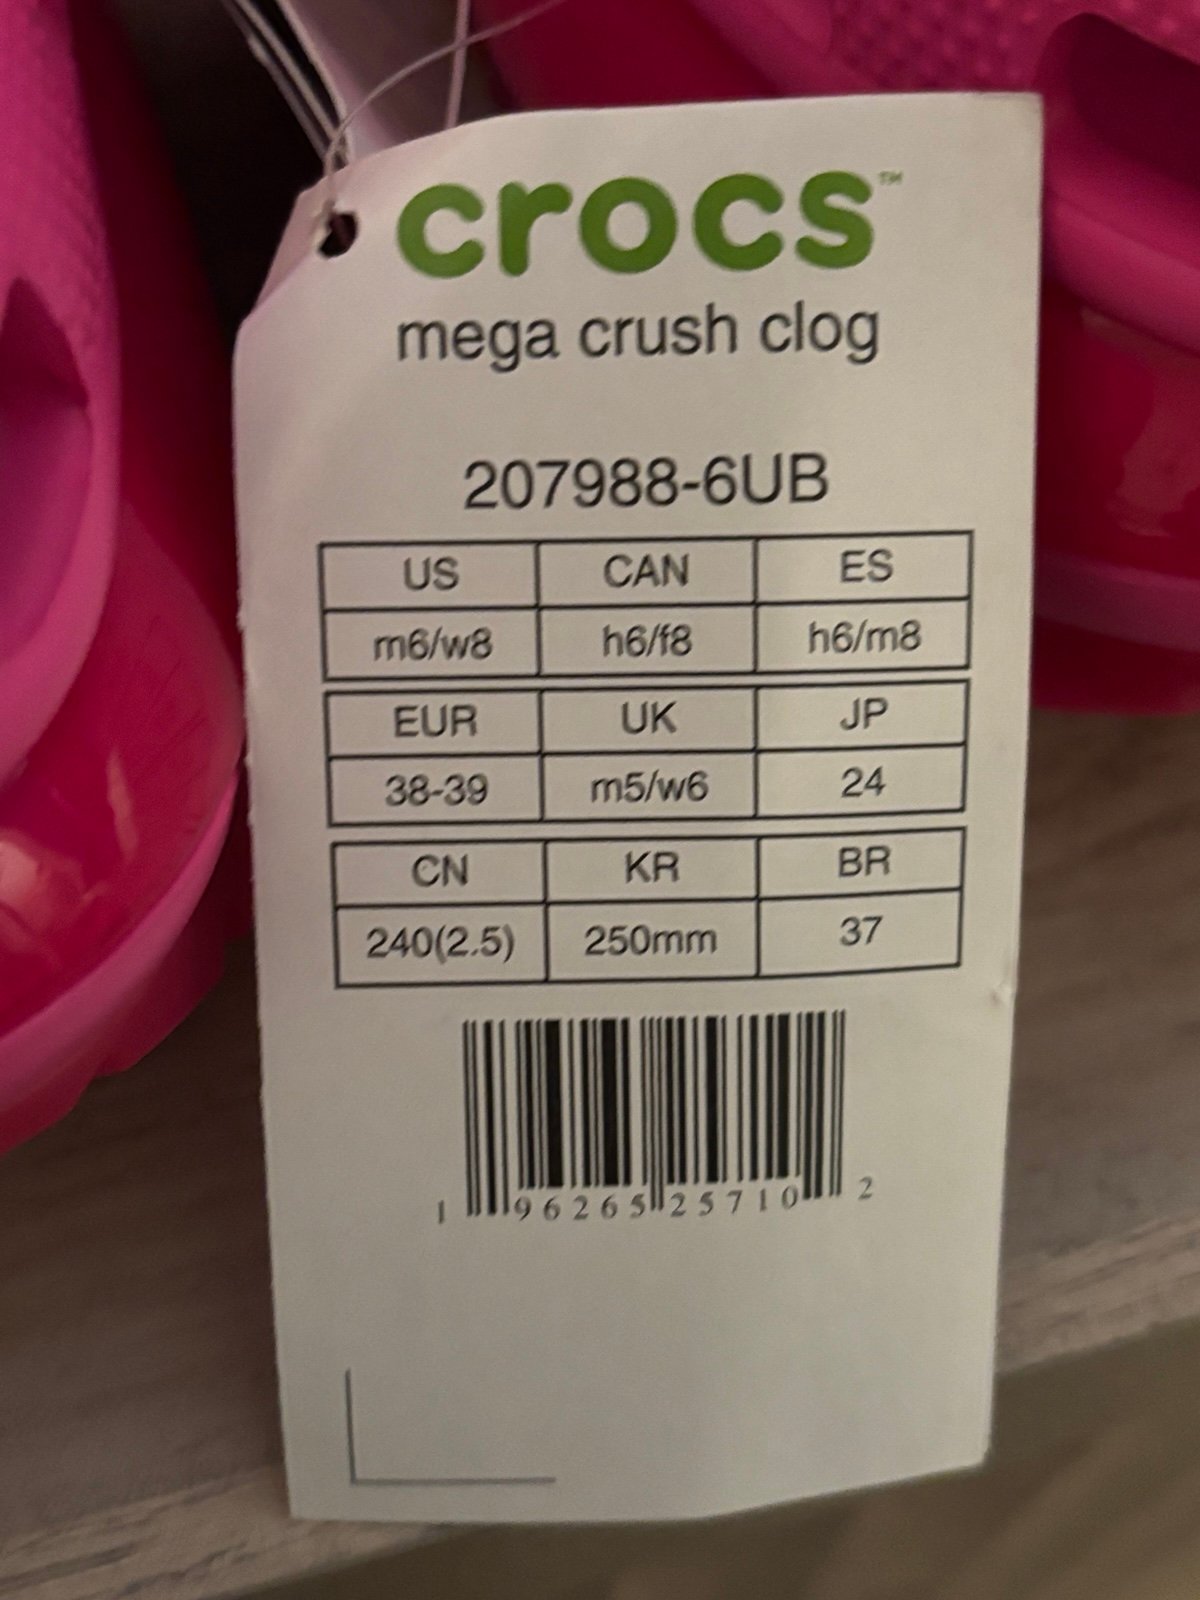 crocs™
mega crush clog
207988-6UB
US CAN ES
m6/w8 h6/f8 h6/m8
EUR UK JP
38-39 m5/w6 24
CN KR BR
240(2.5) 250mm 37
1 96265 25710 2